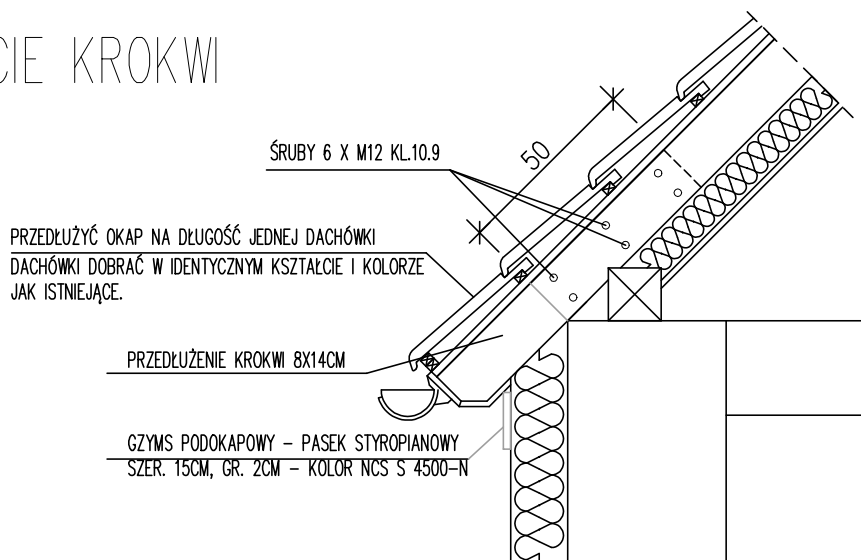 KROKWI
ŚRUBY 6 X M12 KL.10.9
50
PRZEDŁUŻYĆ OKAP NA DŁUGOŚĆ JEDNEJ DACHÓWKI
DACHÓWKI DOBRAĆ W IDENTYCZNYM KSZTAŁCIE I KOLORZE
JAK ISTNIEJĄCE.
PRZEDŁUŻENIE KROKWI 8X14CM
GZYMS PODOKAPOWY – PASEK STYROPIANOWY
SZER. 15CM, GR. 2CM – KOLOR NCS S 4500-N